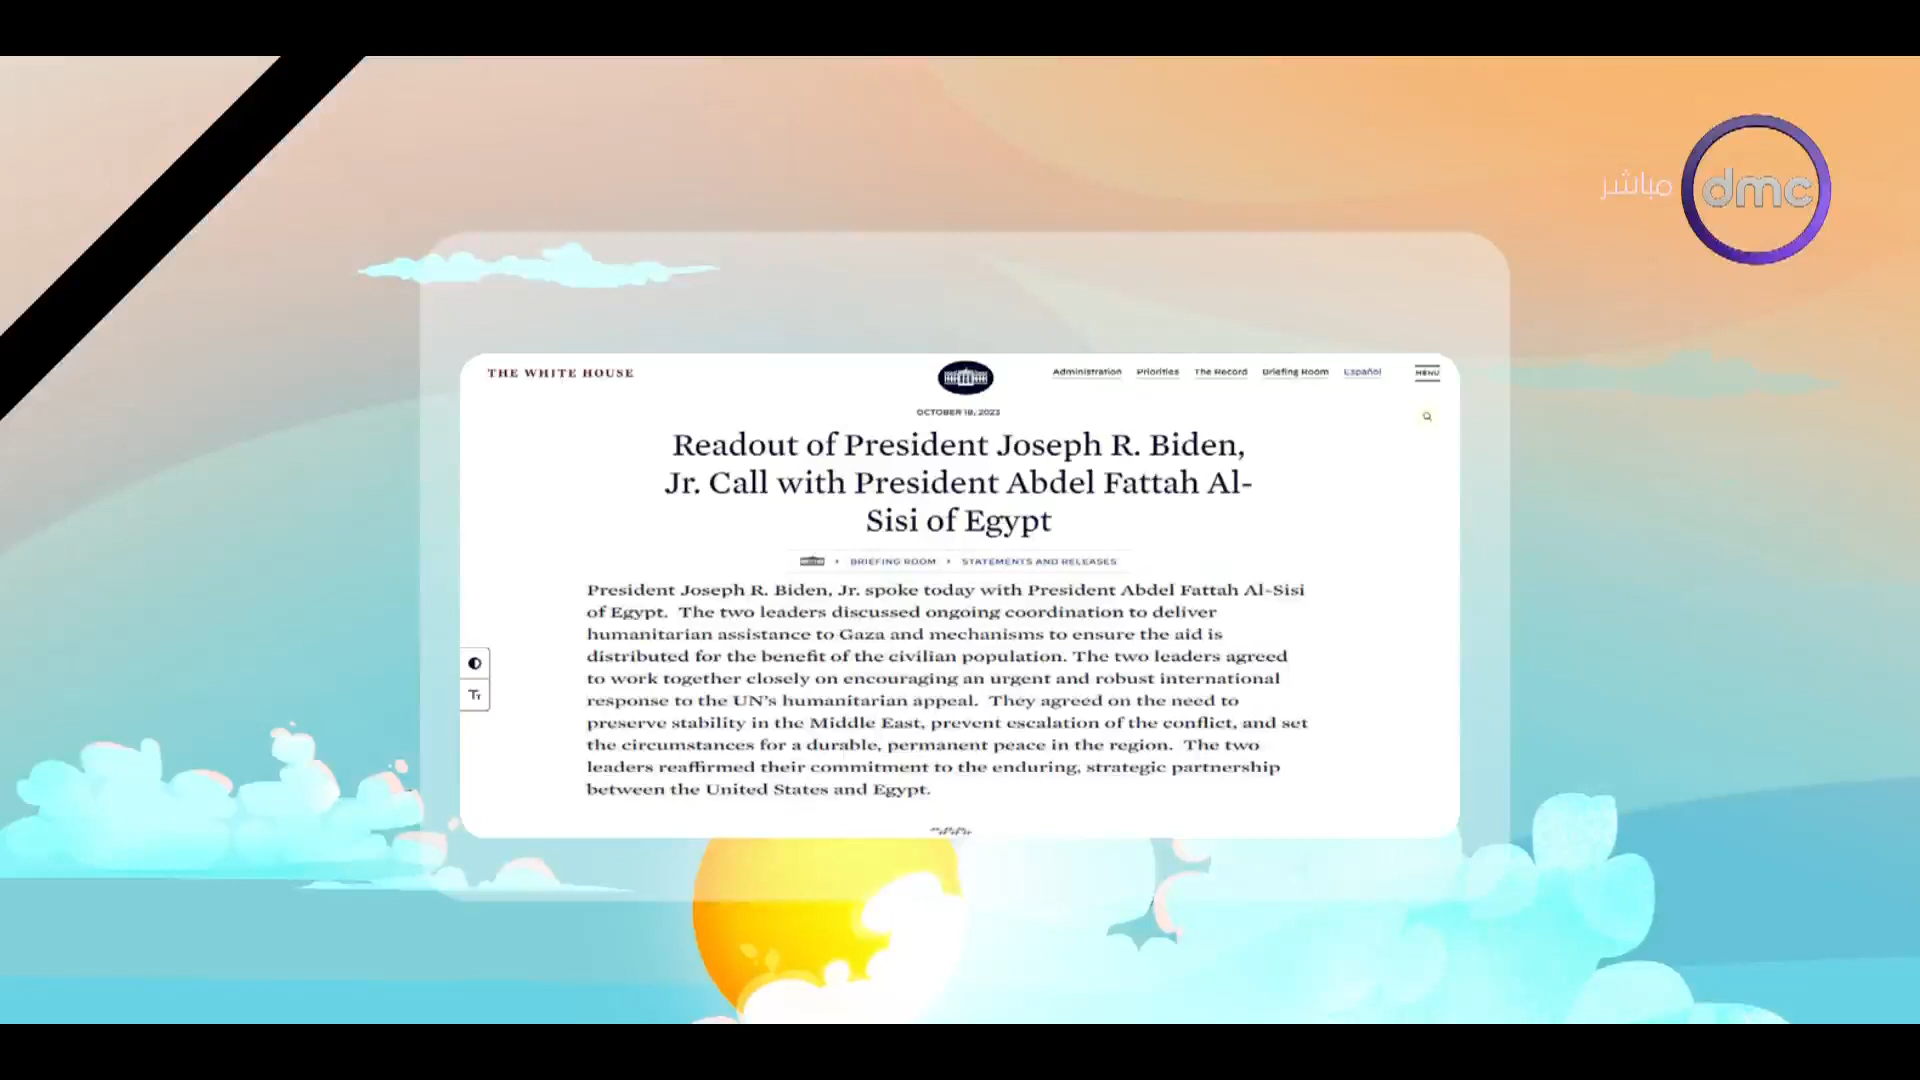 مباشر
dmc
THE WHITE HOUSE
Administration
Priorities
The Record
Briefing Room
Español
MENU
OCTOBER 18, 2023
Readout of President Joseph R. Biden,
Jr. Call with President Abdel Fattah Al-
Sisi of Egypt
BRIEFING ROOM
STATEMENTS AND RELEASES
President Joseph R. Biden, Jr. spoke today with President Abdel Fattah Al-Sisi
of Egypt.  The two leaders discussed ongoing coordination to deliver
humanitarian assistance to Gaza and mechanisms to ensure the aid is
distributed for the benefit of the civilian population. The two leaders agreed
to work together closely on encouraging an urgent and robust international
response to the UN's humanitarian appeal.  They agreed on the need to
preserve stability in the Middle East, prevent escalation of the conflict, and set
the circumstances for a durable, permanent peace in the region.  The two
leaders reaffirmed their commitment to the enduring, strategic partnership
between the United States and Egypt.
TT